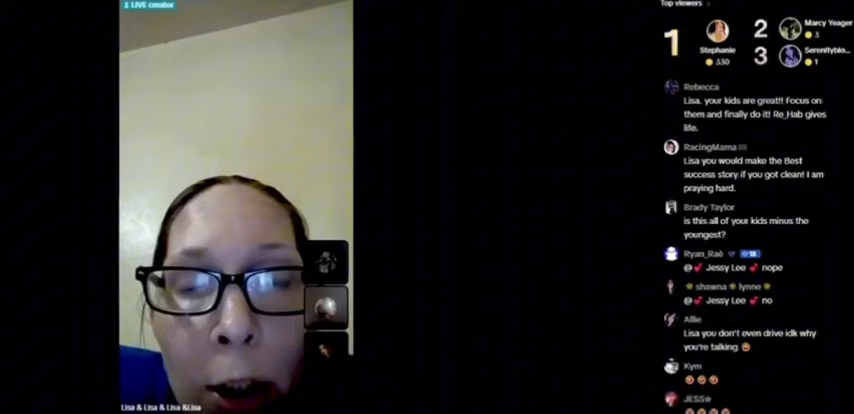 1 LIVE creator
Lisa & Lisa & Lisa &Lisa
Top viewers
1
Stephanie
330
2
Marcy Yeager
3
3
Serenityblo...
1
Rebecca
Lisa. your kids are great!! Focus on
them and finally do it! Re_Hab gives
life.
RacingMama
Lisa you would make the Best
success story if you got clean! I am
praying hard.
Brady Taylor
is this all of your kids minus the
youngest?
Ryan_Raè 18
@💕 Jessy Lee 💕 nope
shawna lynne
@💕 Jessy Lee 💕 no
Allie
Lisa you don't even drive idk why
you're talking
Kym
JESS☆